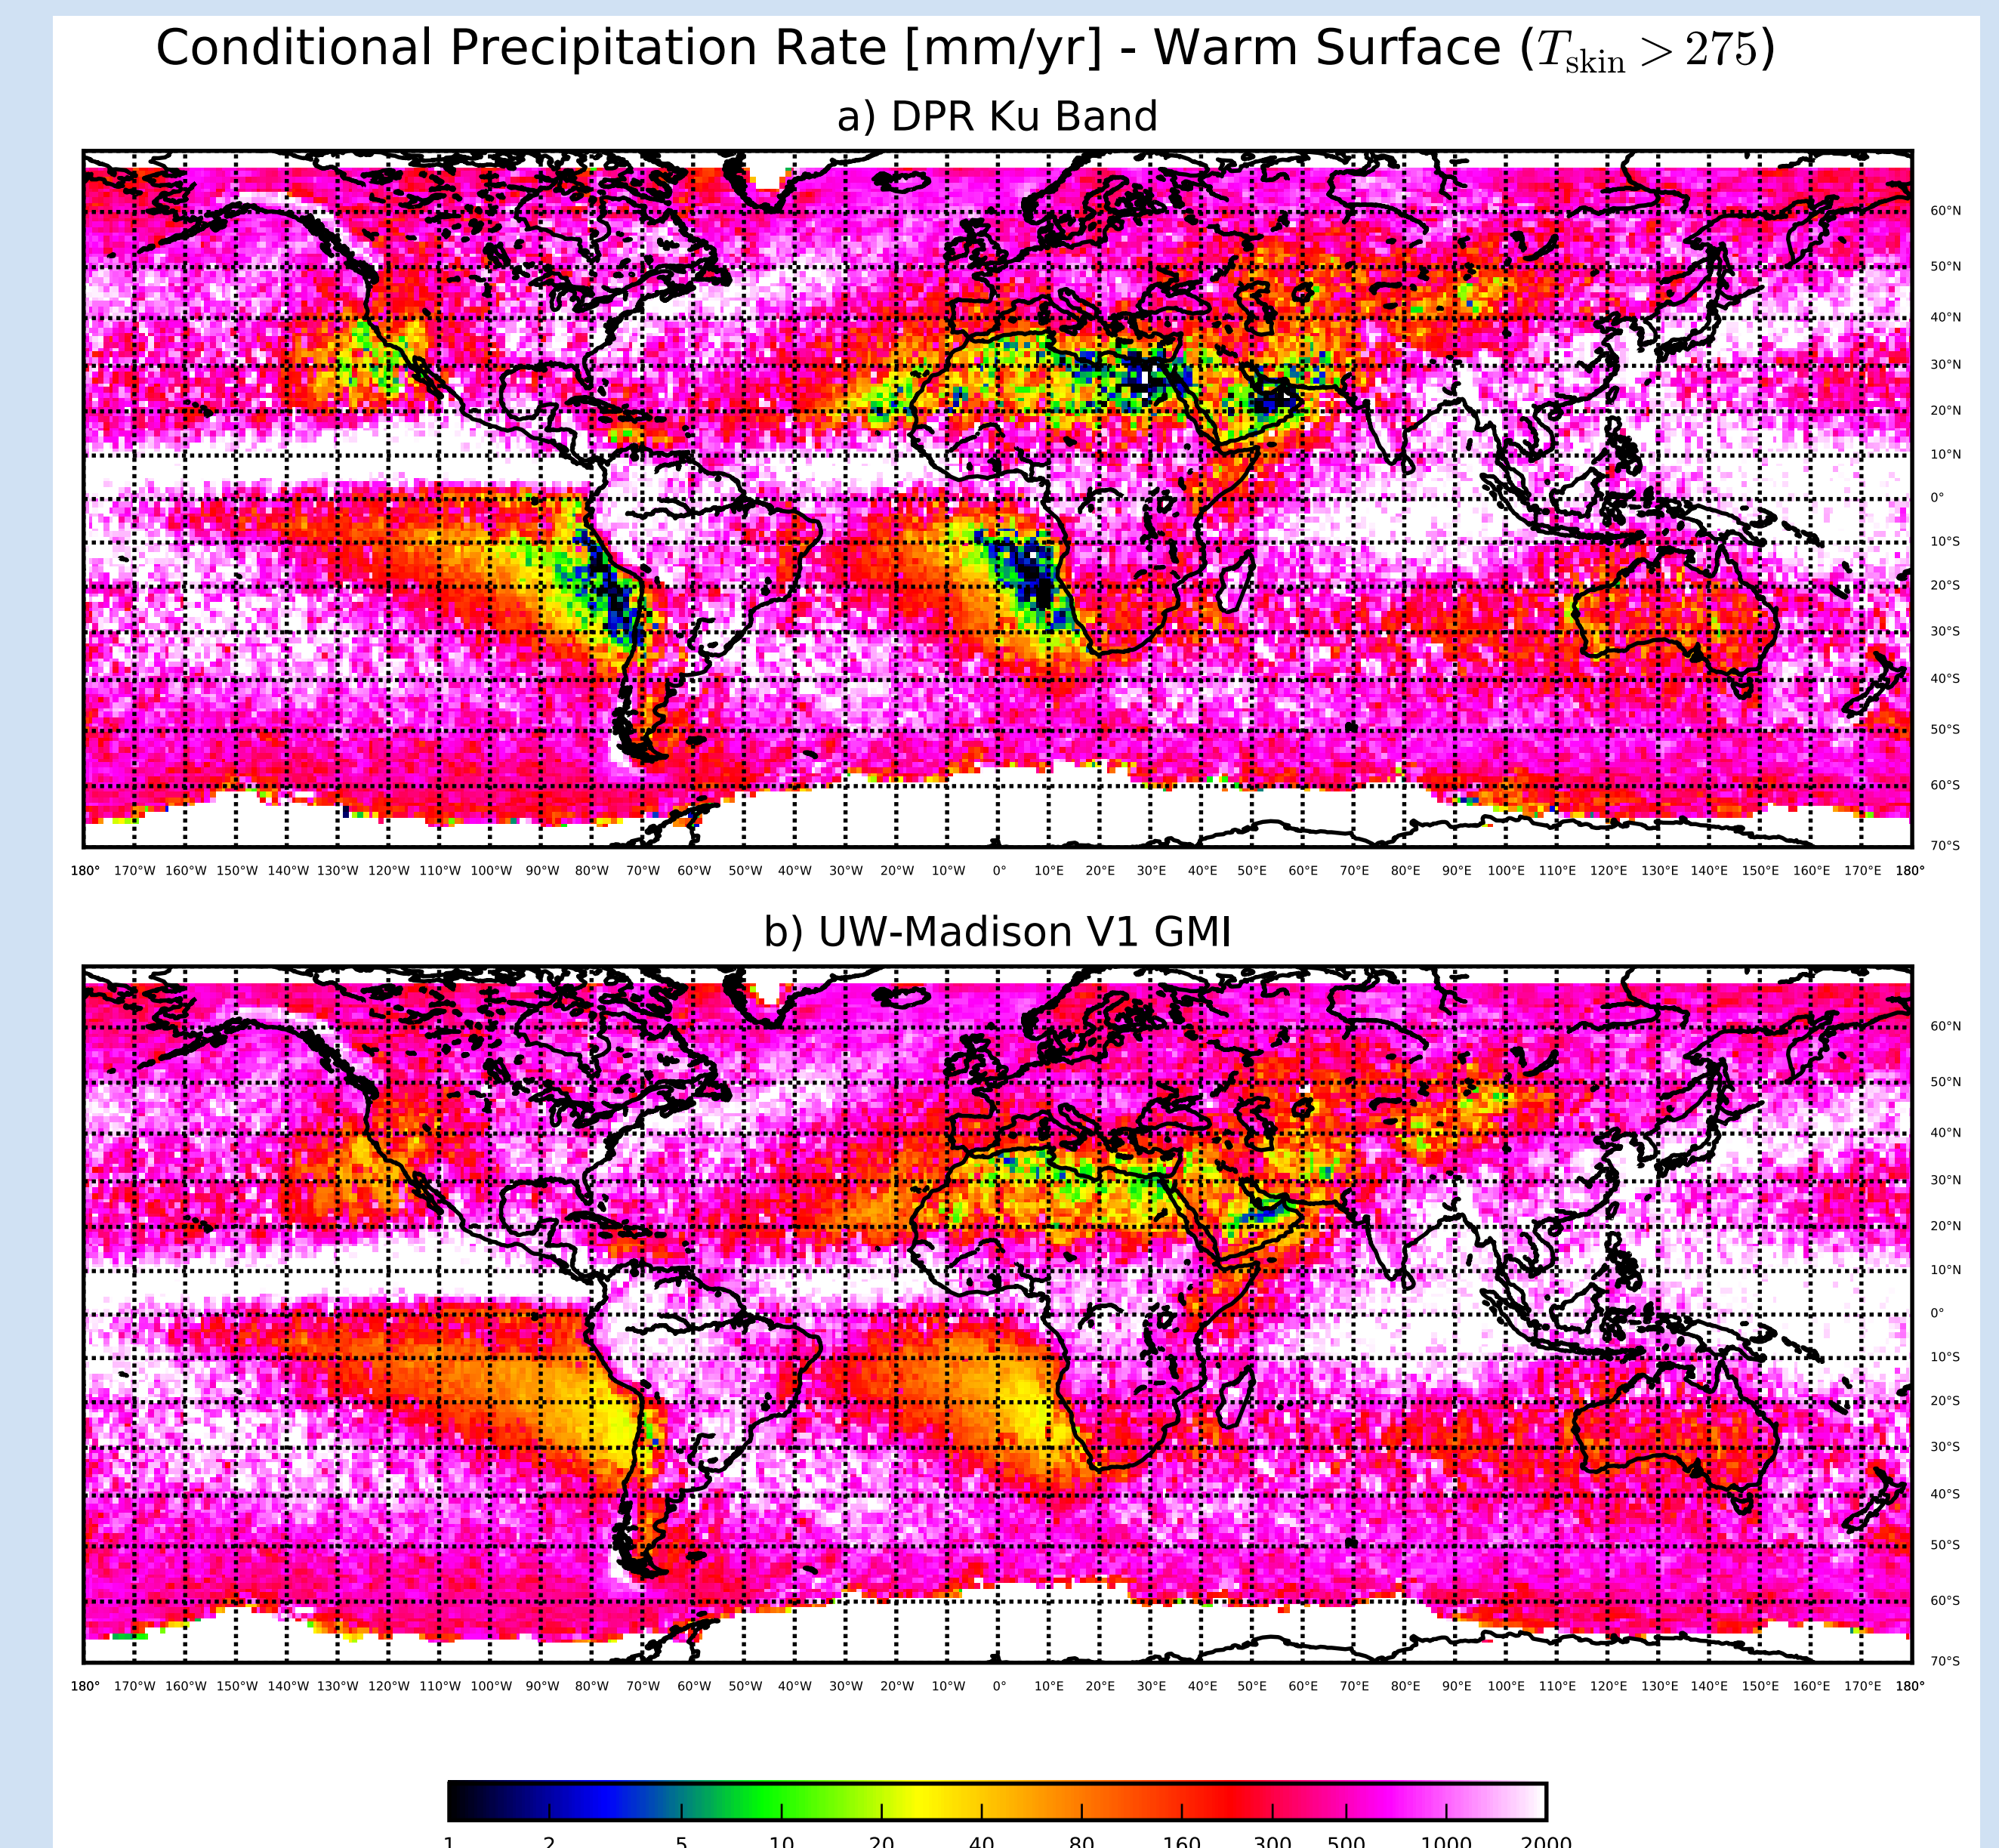 Conditional Precipitation Rate [mm/yr] - Warm Surface (T_skin > 275)
a) DPR Ku Band
60°N
50°N
40°N
30°N
20°N
10°N
0°
10°S
20°S
30°S
40°S
50°S
60°S
70°S
180° 170°W 160°W 150°W 140°W 130°W 120°W 110°W 100°W 90°W 80°W 70°W 60°W 50°W 40°W 30°W 20°W 10°W 0° 10°E 20°E 30°E 40°E 50°E 60°E 70°E 80°E 90°E 100°E 110°E 120°E 130°E 140°E 150°E 160°E 170°E 180°
b) UW-Madison V1 GMI
60°N
50°N
40°N
30°N
20°N
10°N
0°
10°S
20°S
30°S
40°S
50°S
60°S
70°S
180° 170°W 160°W 150°W 140°W 130°W 120°W 110°W 100°W 90°W 80°W 70°W 60°W 50°W 40°W 30°W 20°W 10°W 0° 10°E 20°E 30°E 40°E 50°E 60°E 70°E 80°E 90°E 100°E 110°E 120°E 130°E 140°E 150°E 160°E 170°E 180°
1 2 5 10 20 40 80 160 300 500 1000 2000